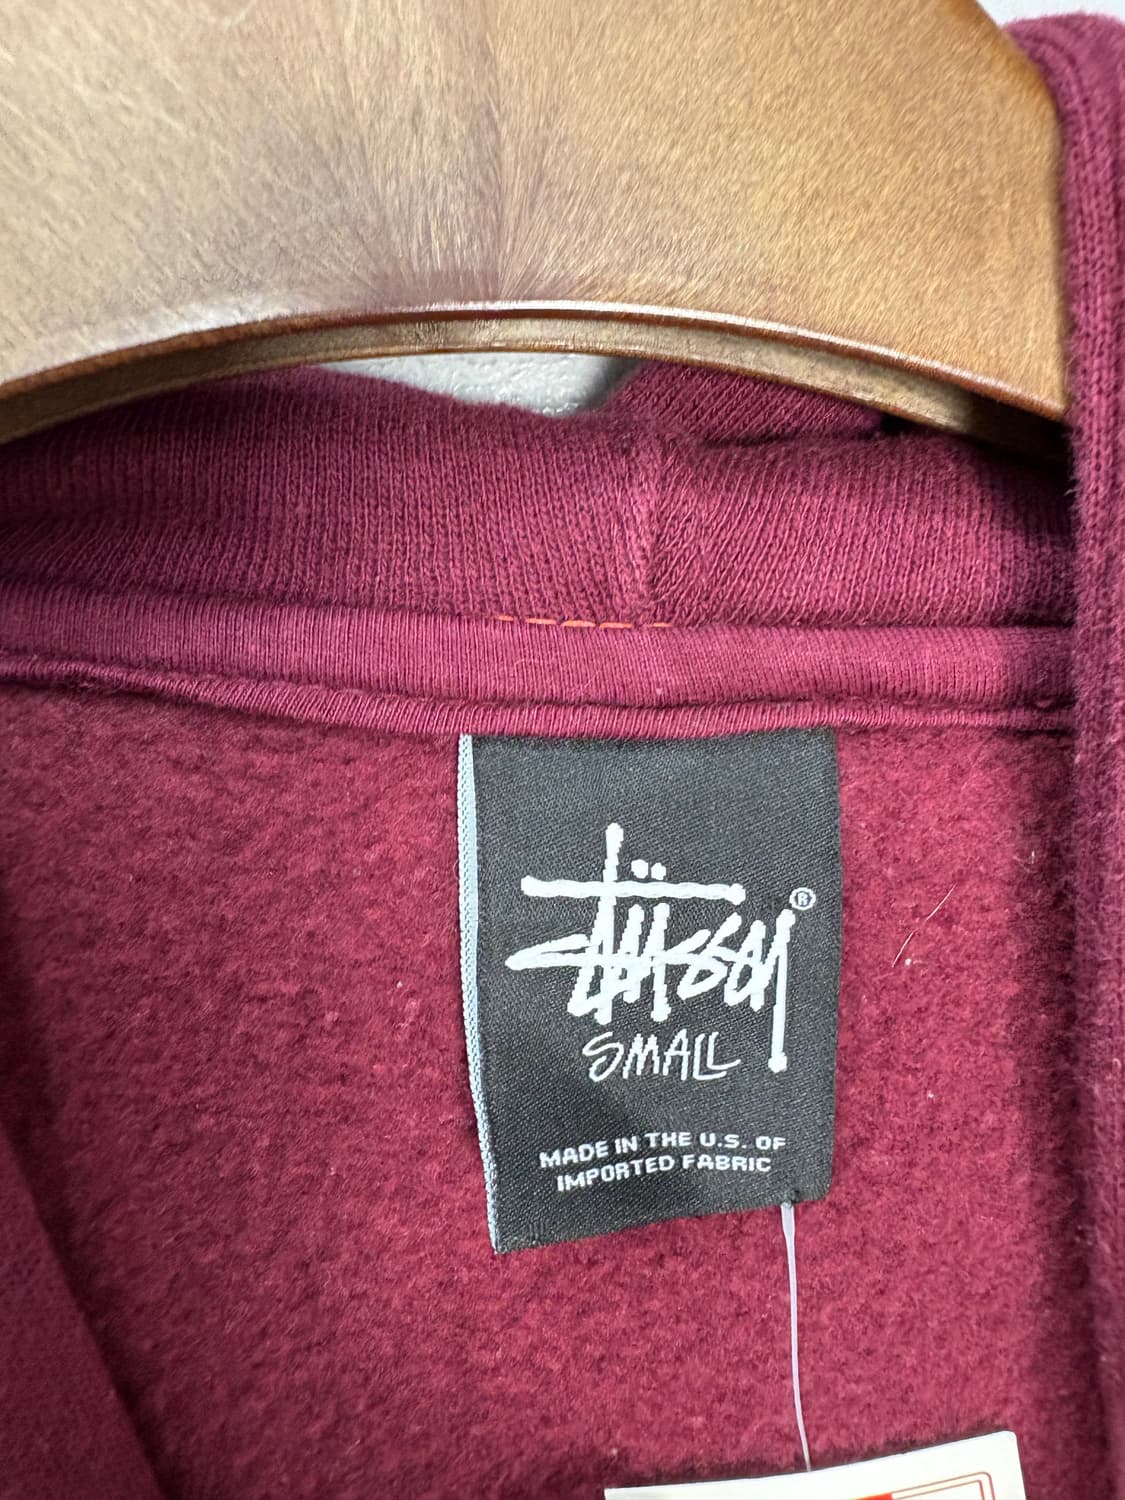 Stüssy ®
SMALL
MADE IN THE U.S. OF
IMPORTED FABRIC